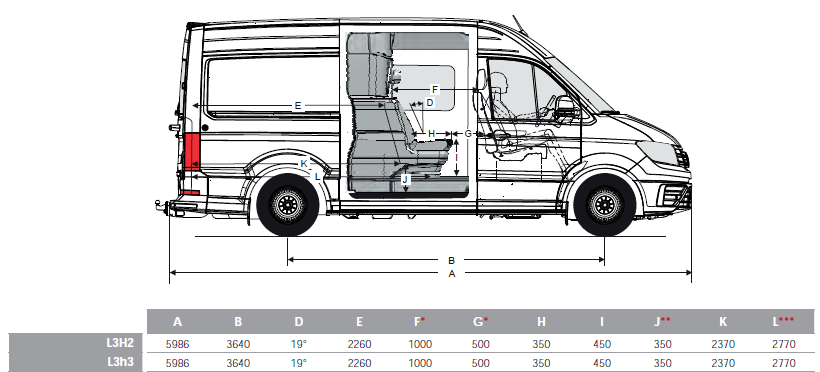 F
E
D
H
G
I
K
L
J
B
A
A B D E F* G* H I J** K L***
L3H2 5986 3640 19° 2260 1000 500 350 450 350 2370 2770
L3h3 5986 3640 19° 2260 1000 500 350 450 350 2370 2770